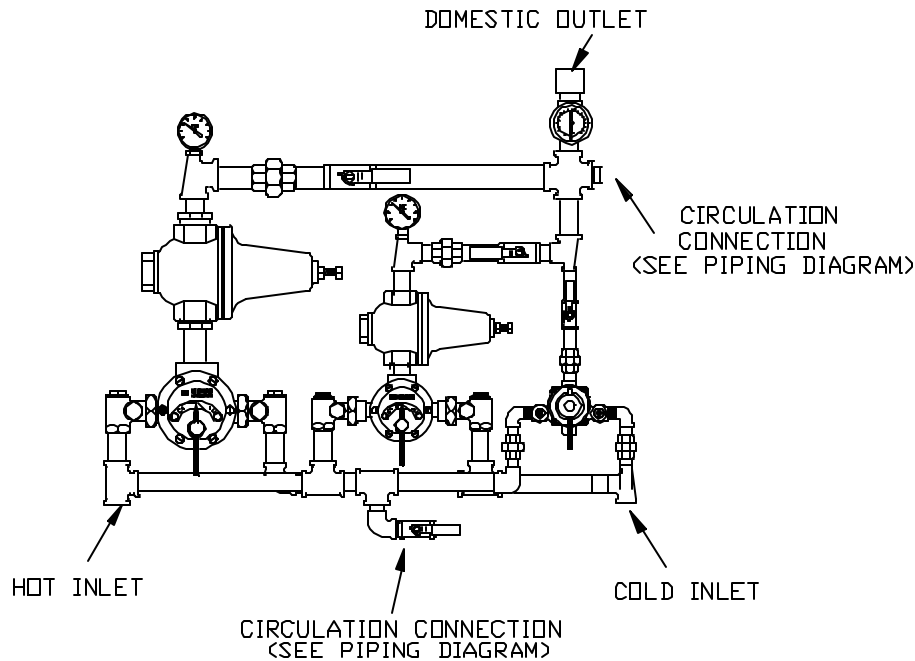 DOMESTIC OUTLET
CIRCULATION
CONNECTION
(SEE PIPING DIAGRAM)
HOT INLET
COLD INLET
CIRCULATION CONNECTION
(SEE PIPING DIAGRAM)